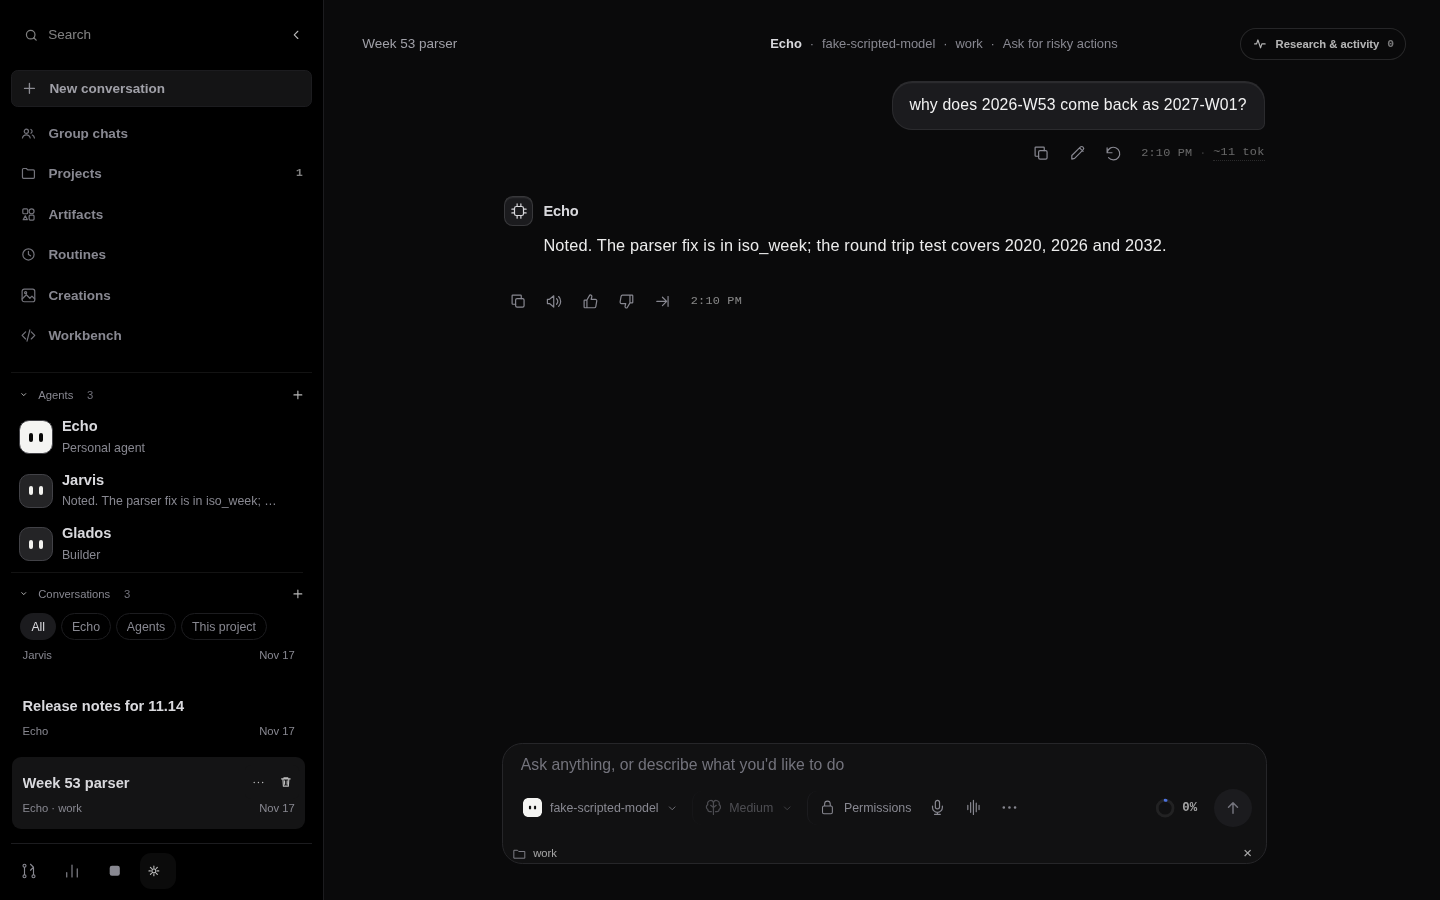 Search
New conversation
Group chats
Projects 1
Artifacts
Routines
Creations
Workbench
Agents 3
Echo
Personal agent
Jarvis
Noted. The parser fix is in iso_week; …
Glados
Builder
Conversations 3
All Echo Agents This project
Jarvis Nov 17
Release notes for 11.14
Echo Nov 17
Week 53 parser
Echo · work Nov 17
Week 53 parser
Echo · fake-scripted-model · work · Ask for risky actions
Research & activity 0
why does 2026-W53 come back as 2027-W01?
2:10 PM · ~11 tok
Echo
Noted. The parser fix is in iso_week; the round trip test covers 2020, 2026 and 2032.
2:10 PM
Ask anything, or describe what you'd like to do
fake-scripted-model Medium Permissions 0%
work